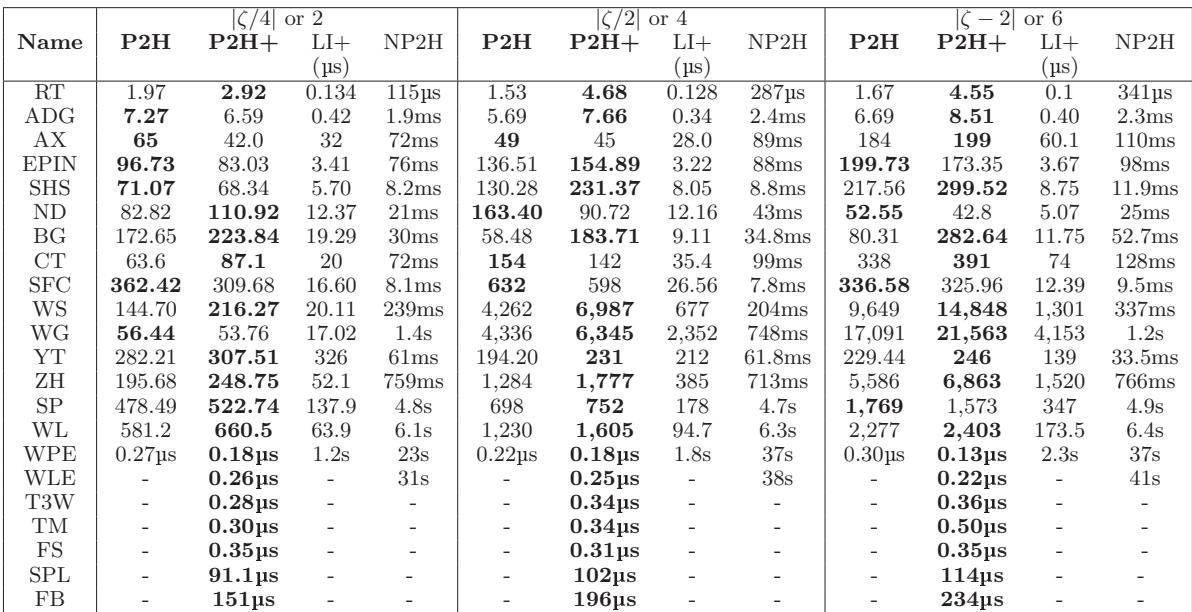 |ζ/4| or 2 |ζ/2| or 4 |ζ − 2| or 6
Name P2H P2H+ LI+ NP2H P2H P2H+ LI+ NP2H P2H P2H+ LI+ NP2H
(µs) (µs) (µs)
RT 1.97 2.92 0.134 115µs 1.53 4.68 0.128 287µs 1.67 4.55 0.1 341µs
ADG 7.27 6.59 0.42 1.9ms 5.69 7.66 0.34 2.4ms 6.69 8.51 0.40 2.3ms
AX 65 42.0 32 72ms 49 45 28.0 89ms 184 199 60.1 110ms
EPIN 96.73 83.03 3.41 76ms 136.51 154.89 3.22 88ms 199.73 173.35 3.67 98ms
SHS 71.07 68.34 5.70 8.2ms 130.28 231.37 8.05 8.8ms 217.56 299.52 8.75 11.9ms
ND 82.82 110.92 12.37 21ms 163.40 90.72 12.16 43ms 52.55 42.8 5.07 25ms
BG 172.65 223.84 19.29 30ms 58.48 183.71 9.11 34.8ms 80.31 282.64 11.75 52.7ms
CT 63.6 87.1 20 72ms 154 142 35.4 99ms 338 391 74 128ms
SFC 362.42 309.68 16.60 8.1ms 632 598 26.56 7.8ms 336.58 325.96 12.39 9.5ms
WS 144.70 216.27 20.11 239ms 4,262 6,987 677 204ms 9,649 14,848 1,301 337ms
WG 56.44 53.76 17.02 1.4s 4,336 6,345 2,352 748ms 17,091 21,563 4,153 1.2s
YT 282.21 307.51 326 61ms 194.20 231 212 61.8ms 229.44 246 139 33.5ms
ZH 195.68 248.75 52.1 759ms 1,284 1,777 385 713ms 5,586 6,863 1,520 766ms
SP 478.49 522.74 137.9 4.8s 698 752 178 4.7s 1,769 1,573 347 4.9s
WL 581.2 660.5 63.9 6.1s 1,230 1,605 94.7 6.3s 2,277 2,403 173.5 6.4s
WPE 0.27µs 0.18µs 1.2s 23s 0.22µs 0.18µs 1.8s 37s 0.30µs 0.13µs 2.3s 37s
WLE - 0.26µs - 31s - 0.25µs - 38s - 0.22µs - 41s
T3W - 0.28µs - - - 0.34µs - - - 0.36µs - -
TM - 0.30µs - - - 0.34µs - - - 0.50µs - -
FS - 0.35µs - - - 0.31µs - - - 0.35µs - -
SPL - 91.1µs - - - 102µs - - - 114µs - -
FB - 151µs - - - 196µs - - - 234µs - -